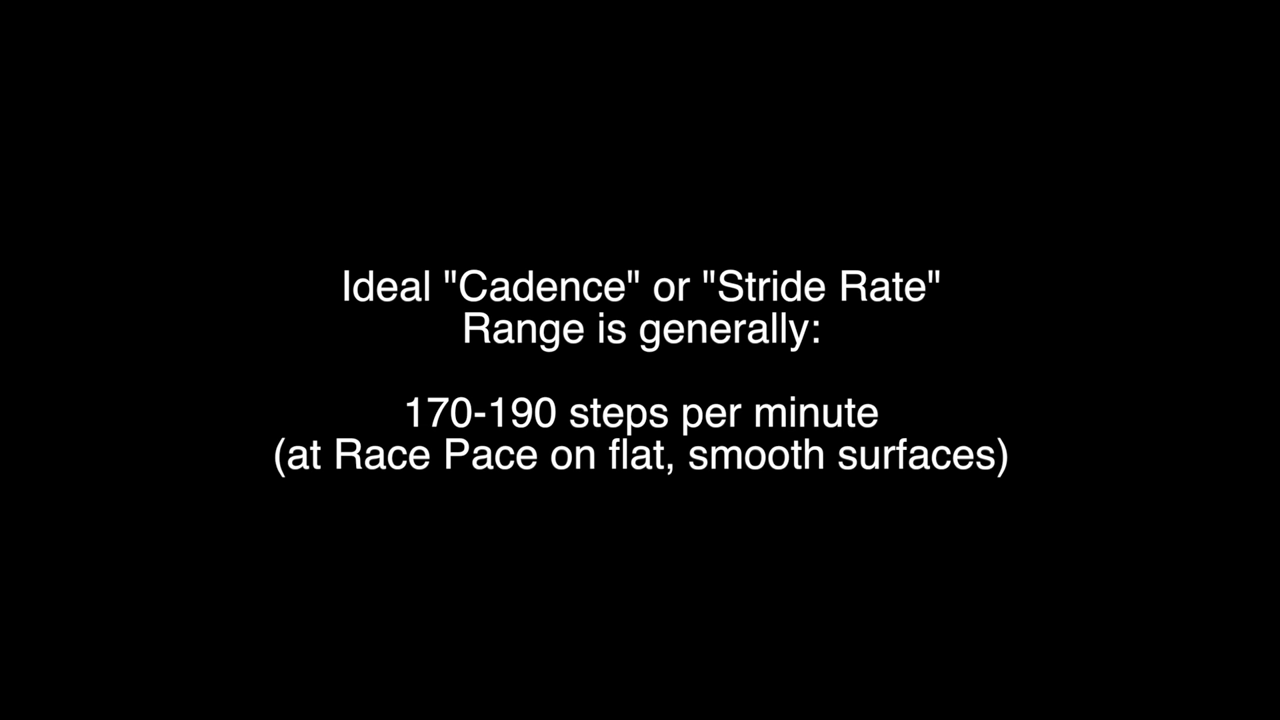 Ideal "Cadence" or "Stride Rate"
Range is generally:
170-190 steps per minute
(at Race Pace on flat, smooth surfaces)